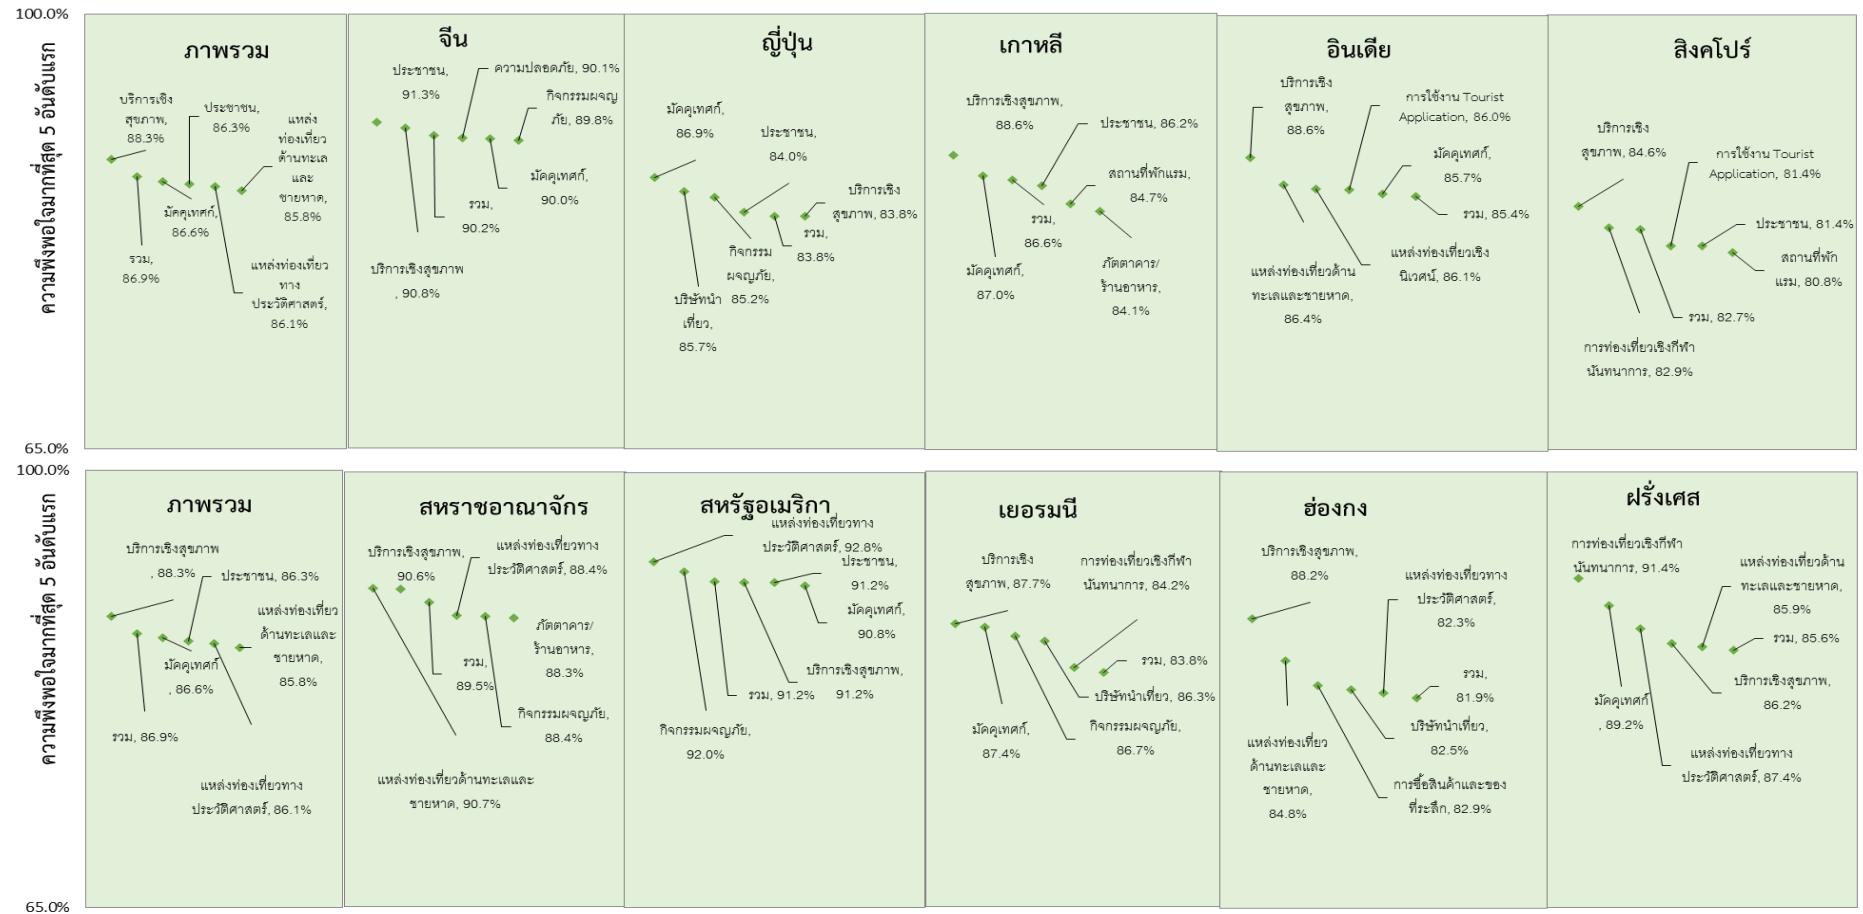 100.0%
ความพึงพอใจมากที่สุด 5 อันดับแรก
65.0%
ภาพรวม
บริการเชิง
สุขภาพ,
88.3%
ประชาชน,
86.3%
แหล่ง
ท่องเที่ยว
ด้านทะเล
และ
ชายหาด,
85.8%
มัคคุเทศก์,
86.6%
รวม,
86.9%
แหล่งท่องเที่ยว
ทาง
ประวัติศาสตร์,
86.1%
จีน
ประชาชน,
91.3%
ความปลอดภัย, 90.1%
กิจกรรมผจญ
ภัย, 89.8%
มัคคุเทศก์,
90.0%
รวม,
90.2%
บริการเชิงสุขภาพ
, 90.8%
ญี่ปุ่น
มัคคุเทศก์,
86.9%
ประชาชน,
84.0%
บริการเชิง
สุขภาพ, 83.8%
รวม,
83.8%
กิจกรรม
ผจญภัย,
85.2%
บริษัทนำ
เที่ยว,
85.7%
เกาหลี
บริการเชิงสุขภาพ,
88.6%
ประชาชน, 86.2%
สถานที่พักแรม,
84.7%
รวม,
86.6%
มัคคุเทศก์,
87.0%
ภัตตาคาร/
ร้านอาหาร,
84.1%
อินเดีย
บริการเชิง
สุขภาพ,
88.6%
การใช้งาน Tourist
Application, 86.0%
มัคคุเทศก์,
85.7%
รวม, 85.4%
แหล่งท่องเที่ยวเชิง
นิเวศน์, 86.1%
แหล่งท่องเที่ยวด้าน
ทะเลและชายหาด,
86.4%
สิงคโปร์
บริการเชิง
สุขภาพ, 84.6%
การใช้งาน Tourist
Application, 81.4%
ประชาชน, 81.4%
สถานที่พัก
แรม, 80.8%
รวม, 82.7%
การท่องเที่ยวเชิงกีฬา
นันทนาการ, 82.9%
100.0%
ความพึงพอใจมากที่สุด 5 อันดับแรก
65.0%
ภาพรวม
บริการเชิงสุขภาพ
, 88.3%
ประชาชน, 86.3%
แหล่งท่องเที่ยว
ด้านทะเลและ
ชายหาด,
85.8%
มัคคุเทศก์
, 86.6%
รวม, 86.9%
แหล่งท่องเที่ยวทาง
ประวัติศาสตร์, 86.1%
สหราชอาณาจักร
บริการเชิงสุขภาพ,
90.6%
แหล่งท่องเที่ยวทาง
ประวัติศาสตร์, 88.4%
ภัตตาคาร/
ร้านอาหาร,
88.3%
รวม,
89.5%
กิจกรรมผจญภัย,
88.4%
แหล่งท่องเที่ยวด้านทะเลและ
ชายหาด, 90.7%
สหรัฐอเมริกา
แหล่งท่องเที่ยวทาง
ประวัติศาสตร์, 92.8%
ประชาชน,
91.2%
มัคคุเทศก์,
90.8%
บริการเชิงสุขภาพ,
91.2%
รวม, 91.2%
กิจกรรมผจญภัย,
92.0%
เยอรมนี
บริการเชิง
สุขภาพ, 87.7%
การท่องเที่ยวเชิงกีฬา
นันทนาการ, 84.2%
รวม, 83.8%
บริษัทนำเที่ยว, 86.3%
มัคคุเทศก์,
87.4%
กิจกรรมผจญภัย,
86.7%
ฮ่องกง
บริการเชิงสุขภาพ,
88.2%
แหล่งท่องเที่ยวทาง
ประวัติศาสตร์,
82.3%
รวม,
81.9%
บริษัทนำเที่ยว,
82.5%
แหล่งท่องเที่ยว
ด้านทะเลและ
ชายหาด,
84.8%
การซื้อสินค้าและของ
ที่ระลึก, 82.9%
ฝรั่งเศส
การท่องเที่ยวเชิงกีฬา
นันทนาการ, 91.4%
แหล่งท่องเที่ยวด้าน
ทะเลและชายหาด,
85.9%
รวม, 85.6%
บริการเชิงสุขภาพ,
86.2%
มัคคุเทศก์
, 89.2%
แหล่งท่องเที่ยวทาง
ประวัติศาสตร์, 87.4%